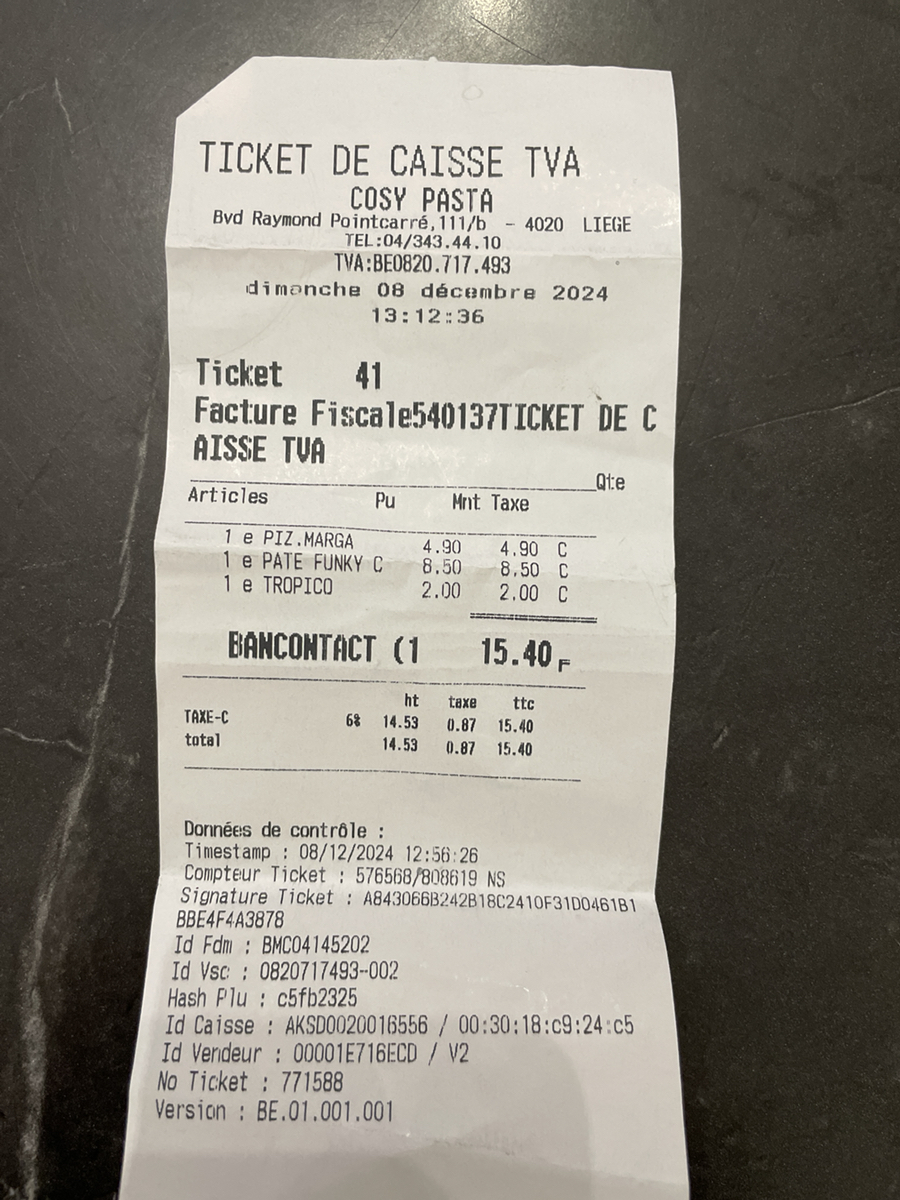 TICKET DE CAISSE TVA
COSY PASTA
Bvd Raymond Pointcarré,111/b - 4020 LIEGE
TEL:04/343.44.10
TVA:BE0820.717.493
dimanche 08 décembre 2024
13:12:36
Ticket 41
Facture Fiscale540137TICKET DE C
AISSE TVA
Qte
Articles Pu Mnt Taxe
1 e PIZ.MARGA 4.90 4.90 C
1 e PATE FUNKY C 8.50 8.50 C
1 e TROPICO 2.00 2.00 C
BANCONTACT (1 15.40 F
ht taxe ttc
TAXE-C 6% 14.53 0.87 15.40
total 14.53 0.87 15.40
Données de contrôle :
Timestamp : 08/12/2024 12:56:26
Compteur Ticket : 576568/808619 NS
Signature Ticket : A843066B242B18C2410F31D0461B1
BBE4F4A3878
Id Fdm : BMC04145202
Id Vsc : 0820717493-002
Hash Plu : c5fb2325
Id Caisse : AKSD0020016556 / 00:30:18:c9:24:c5
Id Vendeur : 00001E716ECD / V2
No Ticket : 771588
Version : BE.01.001.001